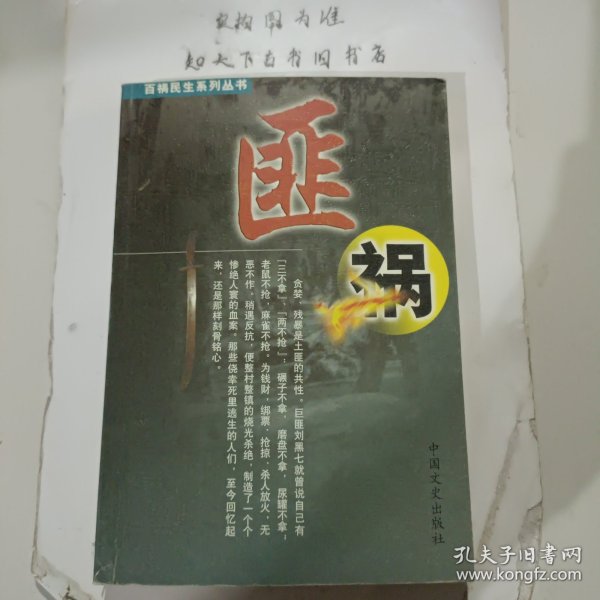 实拍图为准
知天下古书旧书店
百祸民生系列丛书
匪
祸
贪婪、残暴是土匪的共性。巨匪刘黑七就曾说自己有
「三不拿」、「两不抢」：碾子不拿，磨盘不拿，尿罐不拿；
老鼠不抢，麻雀不抢。为钱财，绑票、抢掠、杀人放火，无
恶不作，稍遇反抗，便整村整镇的烧光杀绝，制造了一个个
惨绝人寰的血案。那些侥幸死里逃生的人们，至今回忆起
来，还是那样刻骨铭心。
中国文史出版社
孔夫子旧书网
www.kongfz.com